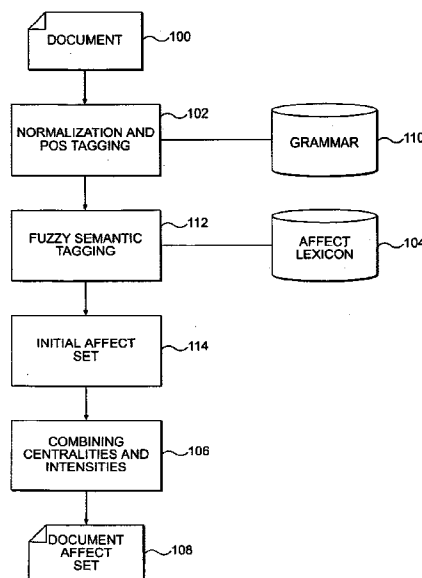 DOCUMENT
100
NORMALIZATION AND
POS TAGGING
102
GRAMMAR
110
FUZZY SEMANTIC
TAGGING
112
AFFECT
LEXICON
104
INITIAL AFFECT
SET
114
COMBINING
CENTRALITIES AND
INTENSITIES
106
DOCUMENT
AFFECT
SET
108